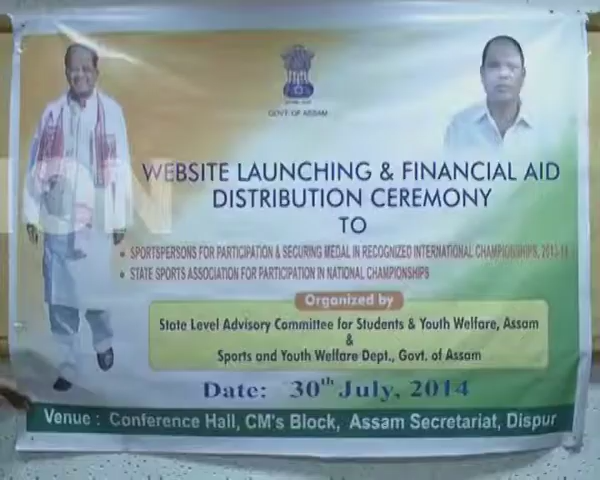 GOVT. OF ASSAM
WEBSITE LAUNCHING & FINANCIAL AID
DISTRIBUTION CEREMONY
TO
• SPORTSPERSONS FOR PARTICIPATION & SECURING MEDAL IN RECOGNIZED INTERNATIONAL CHAMPIONSHIPS, 2013-14
• STATE SPORTS ASSOCIATION FOR PARTICIPATION IN NATIONAL CHAMPIONSHIPS
Organized by
State Level Advisory Committee for Students & Youth Welfare, Assam
&
Sports and Youth Welfare Dept., Govt. of Assam
Date: 30th July, 2014
Venue : Conference Hall, CM's Block, Assam Secretariat, Dispur